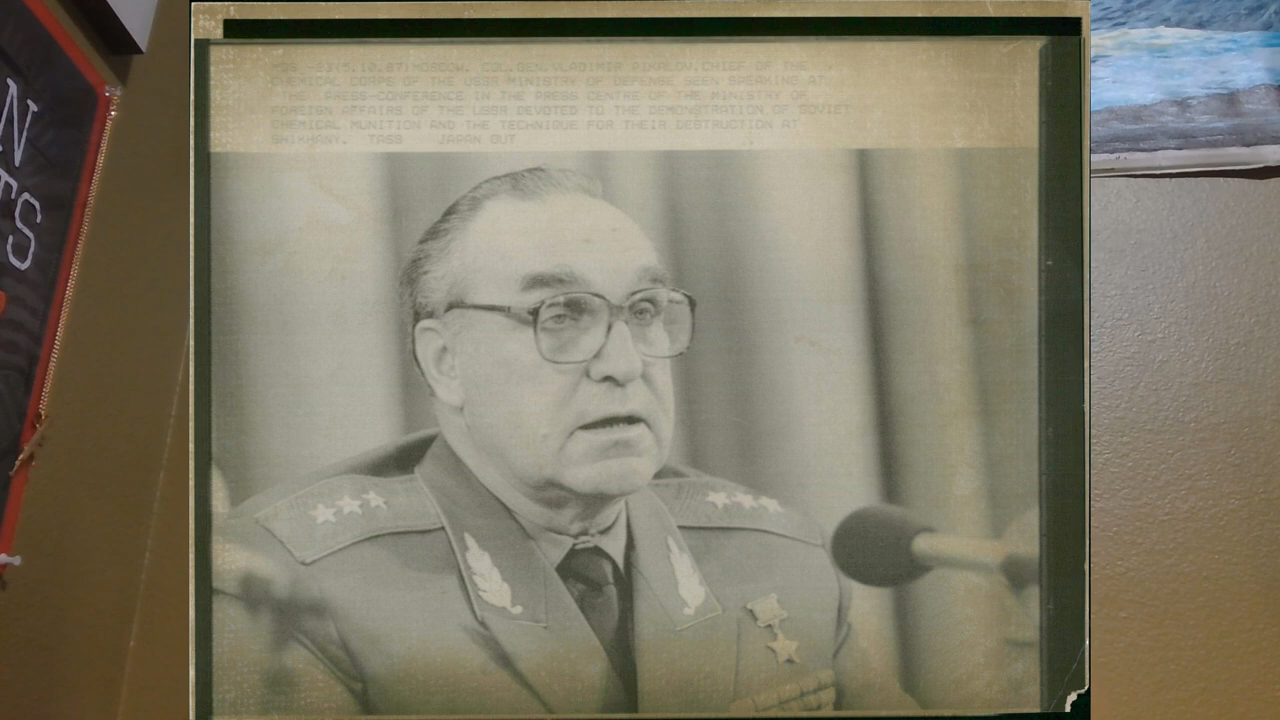 (5.10.87)MOSCOW. COL.GEN.VLADIMIR PIKALOV,CHIEF OF THE
CHEMICAL CORPS OF THE USSR MINISTRY OF DEFENSE SEEN SPEAKING AT
THE PRESS-CONFERENCE IN THE PRESS CENTRE OF THE MINISTRY OF
FOREIGN AFFAIRS OF THE USSR DEVOTED TO THE DEMONSTRATION OF SOVIET
CHEMICAL MUNITION AND THE TECHNIQUE FOR THEIR DESTRUCTION AT
SHIKHANY. TASS JAPAN OUT
N
TS